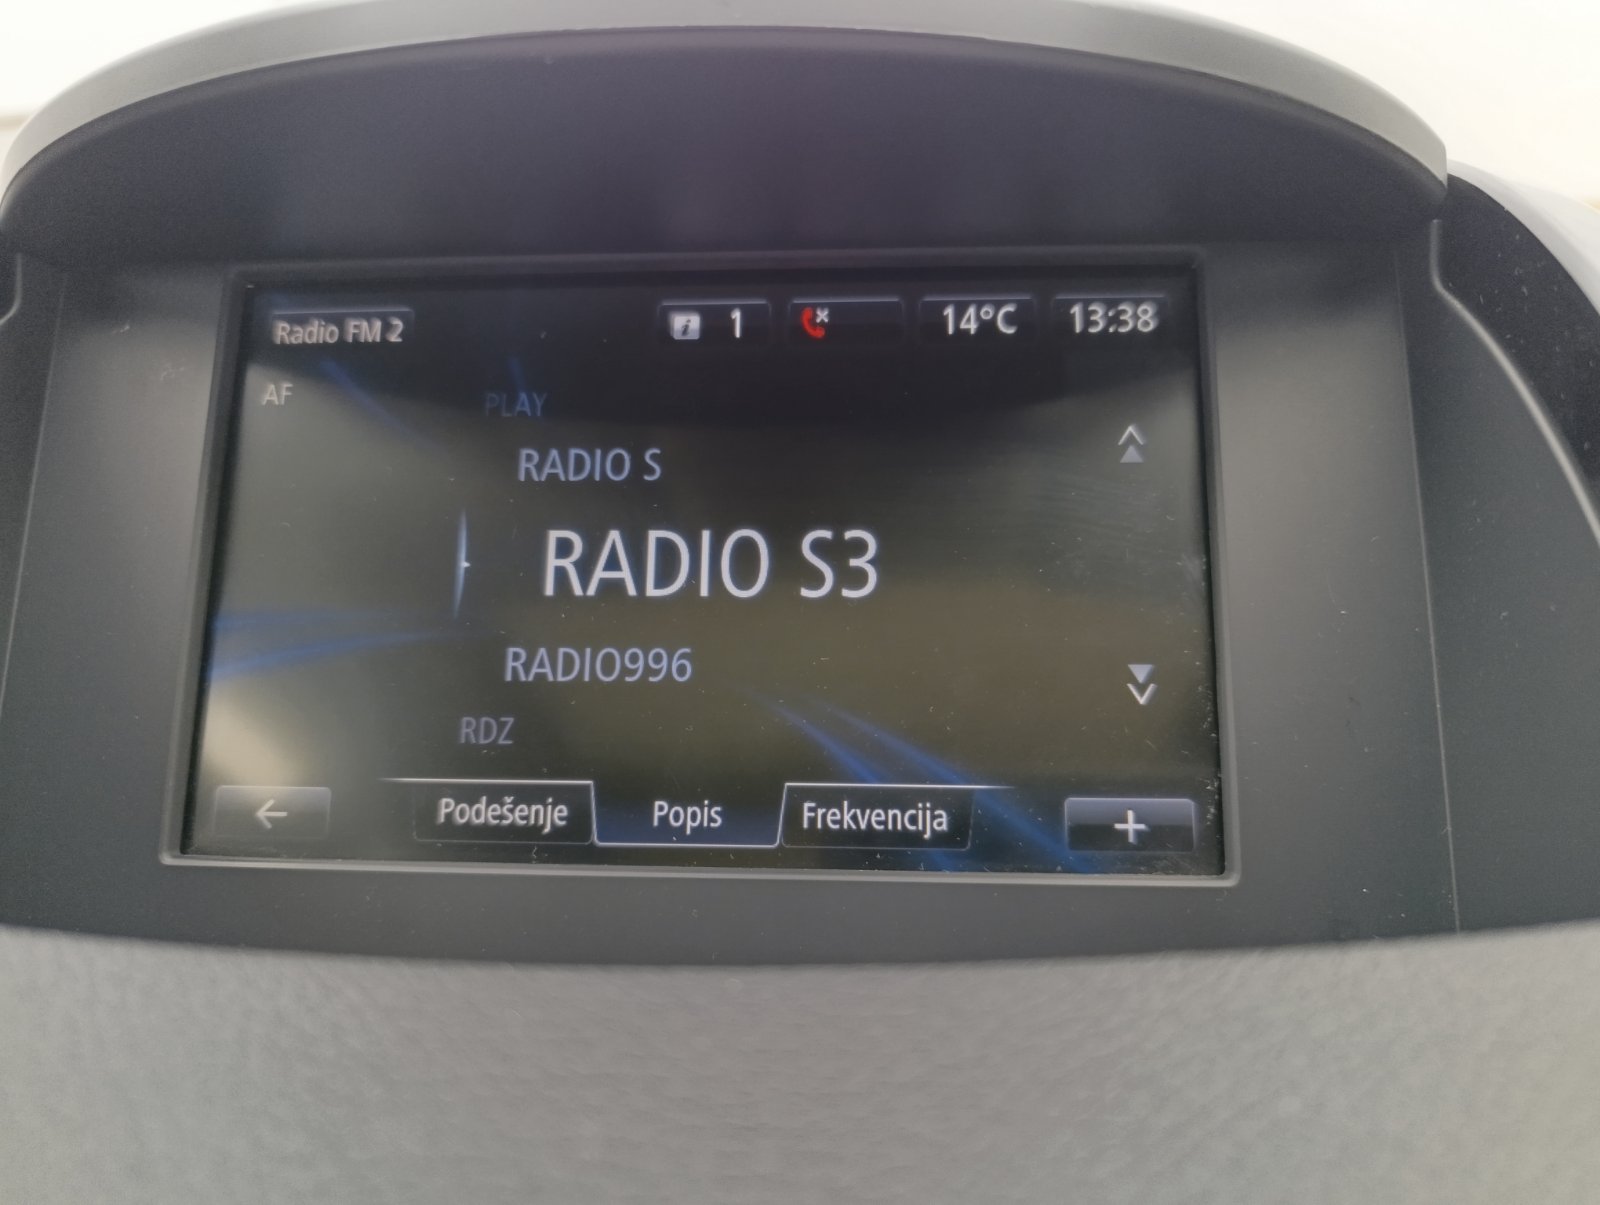 Radio FM 2
i 1
14°C
13:38
AF
PLAY
RADIO S
RADIO S3
RADIO996
RDZ
Podešenje
Popis
Frekvencija
+